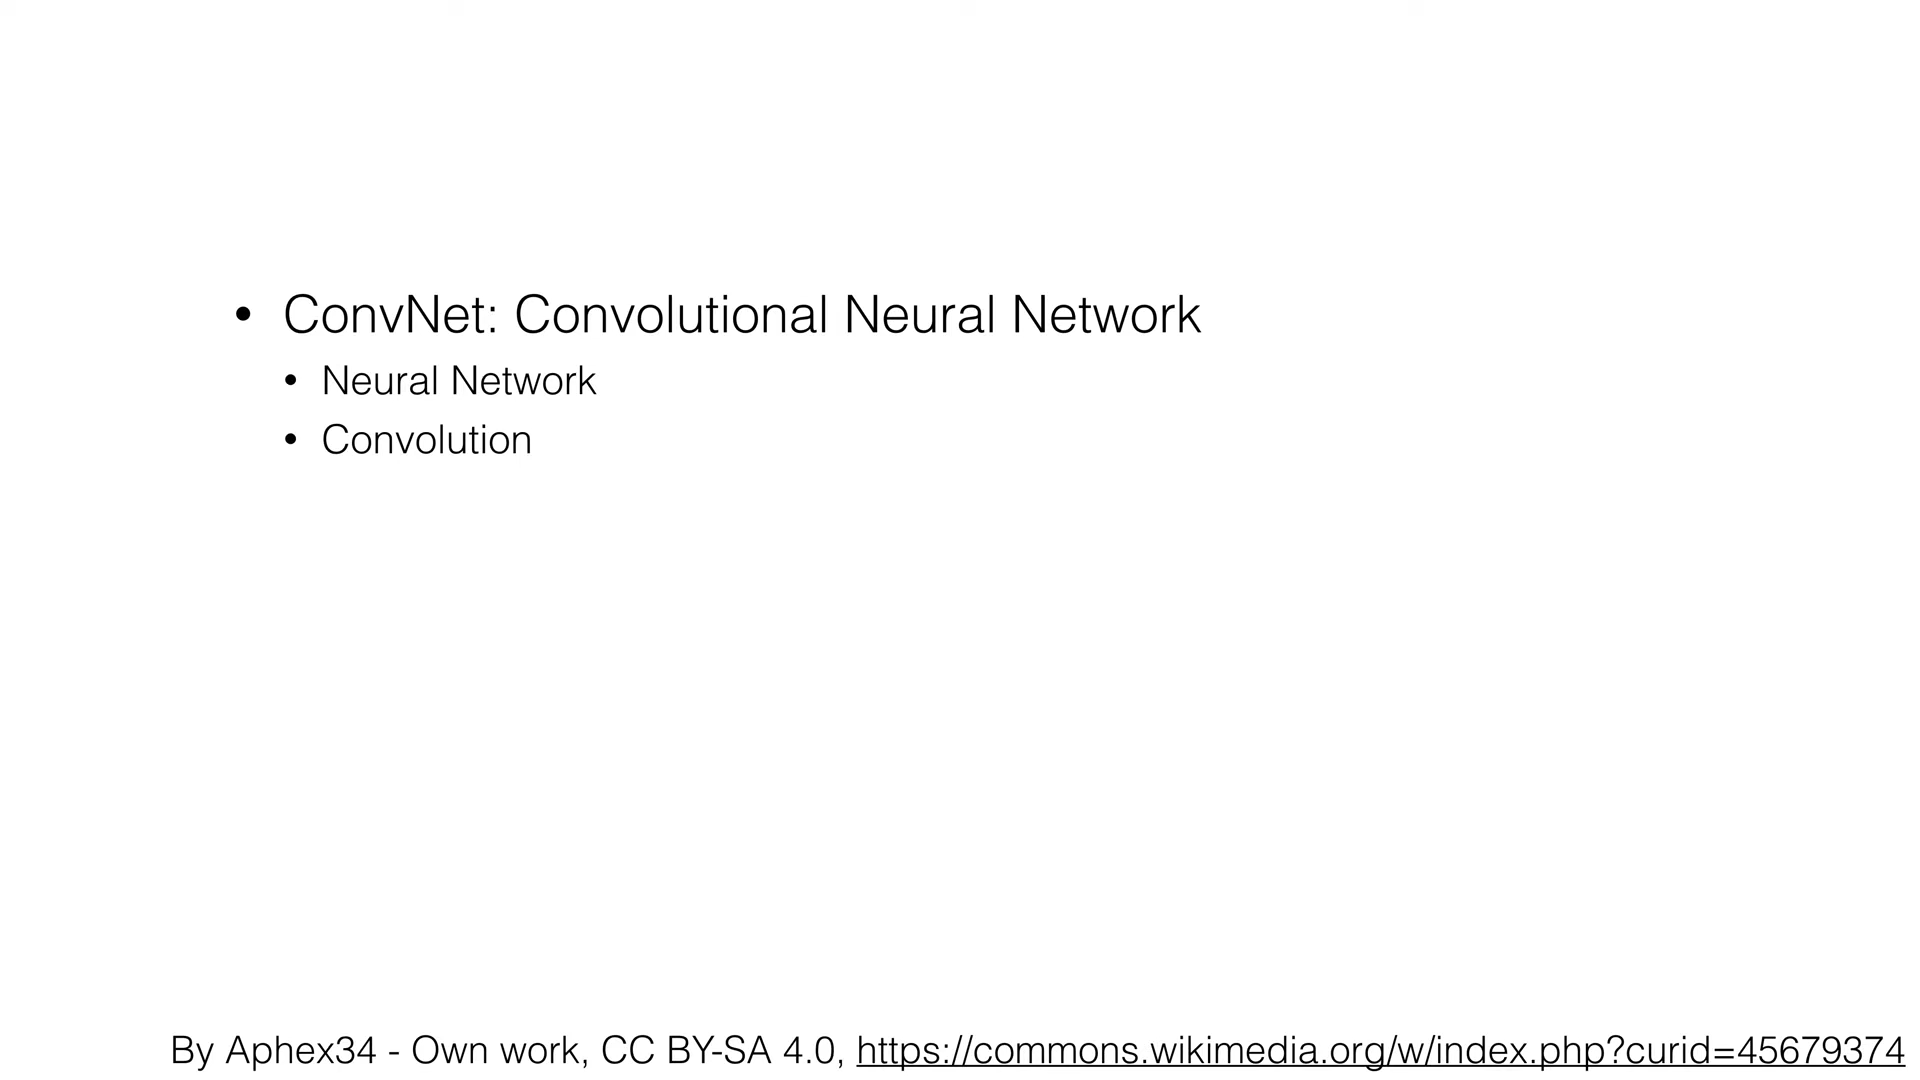 • ConvNet: Convolutional Neural Network
• Neural Network
• Convolution
By Aphex34 - Own work, CC BY-SA 4.0, https://commons.wikimedia.org/w/index.php?curid=45679374